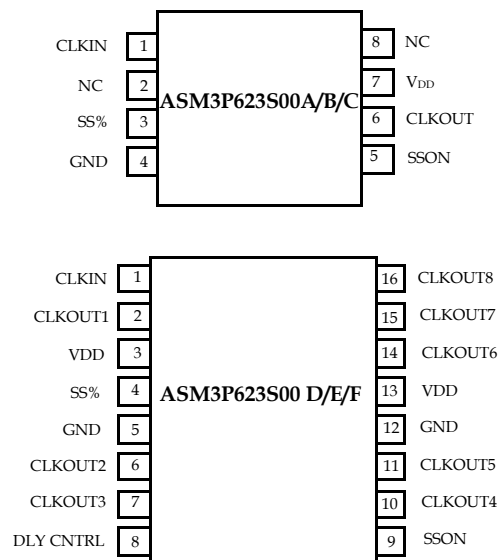 CLKIN 1 8 NC
NC 2 7 VDD
ASM3P623S00A/B/C
SS% 3 6 CLKOUT
GND 4 5 SSON
CLKIN 1 16 CLKOUT8
CLKOUT1 2 15 CLKOUT7
VDD 3 14 CLKOUT6
SS% 4 ASM3P623S00 D/E/F 13 VDD
GND 5 12 GND
CLKOUT2 6 11 CLKOUT5
CLKOUT3 7 10 CLKOUT4
DLY CNTRL 8 9 SSON